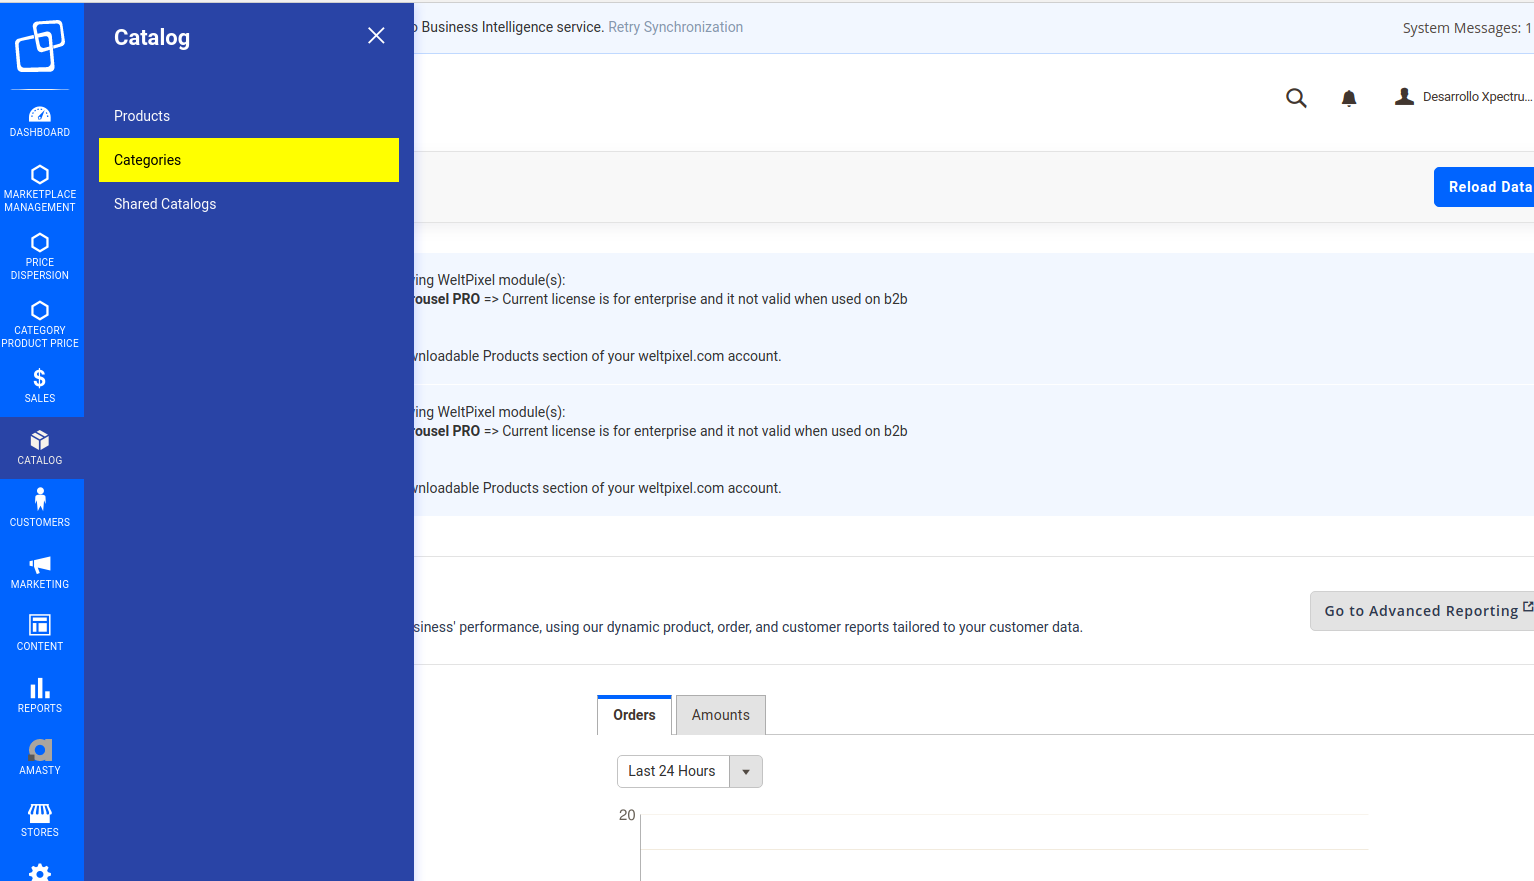 Catalog
Products
Categories
Shared Catalogs
DASHBOARD
MARKETPLACE
MANAGEMENT
PRICE
DISPERSION
CATEGORY
PRODUCT PRICE
SALES
CATALOG
CUSTOMERS
MARKETING
CONTENT
REPORTS
AMASTY
STORES
o Business Intelligence service. Retry Synchronization
System Messages: 1
Desarrollo Xpectru...
Reload Data
ing WeltPixel module(s):
rousel PRO => Current license is for enterprise and it not valid when used on b2b
wnloadable Products section of your weltpixel.com account.
ing WeltPixel module(s):
rousel PRO => Current license is for enterprise and it not valid when used on b2b
wnloadable Products section of your weltpixel.com account.
Go to Advanced Reporting
siness' performance, using our dynamic product, order, and customer reports tailored to your customer data.
Orders
Amounts
Last 24 Hours
20